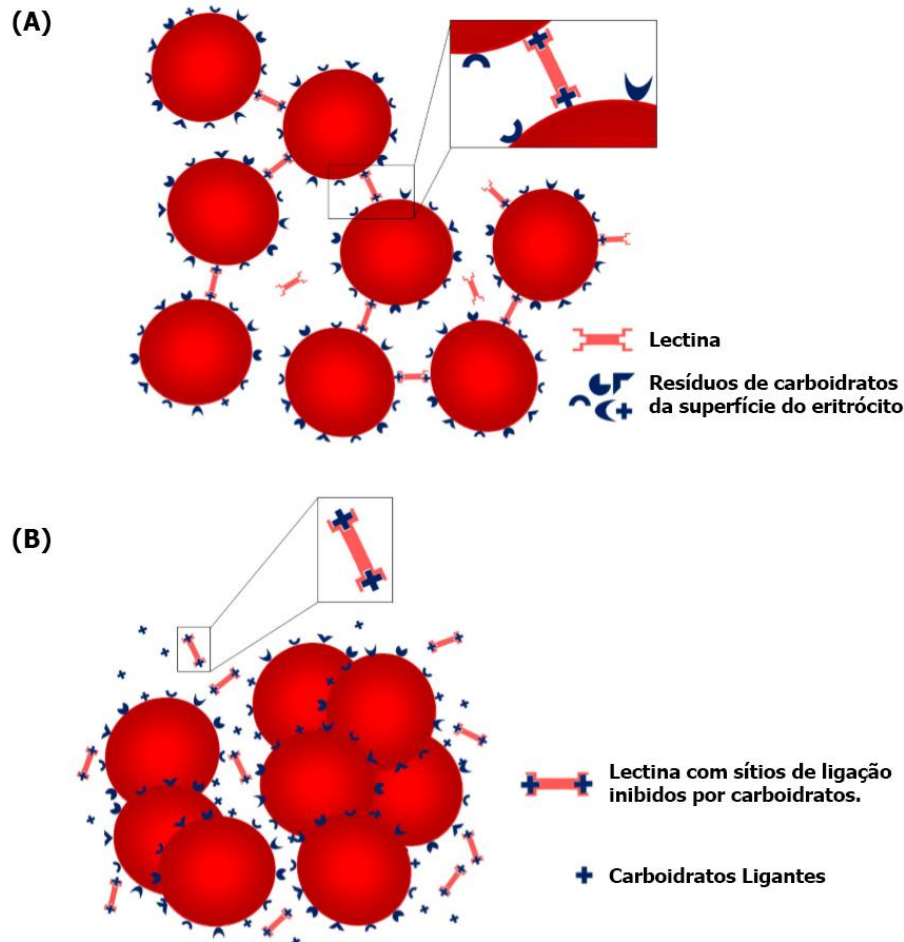 (A)
Lectina
Resíduos de carboidratos
da superfície do eritrócito
(B)
Lectina com sítios de ligação
inibidos por carboidratos.
Carboidratos Ligantes